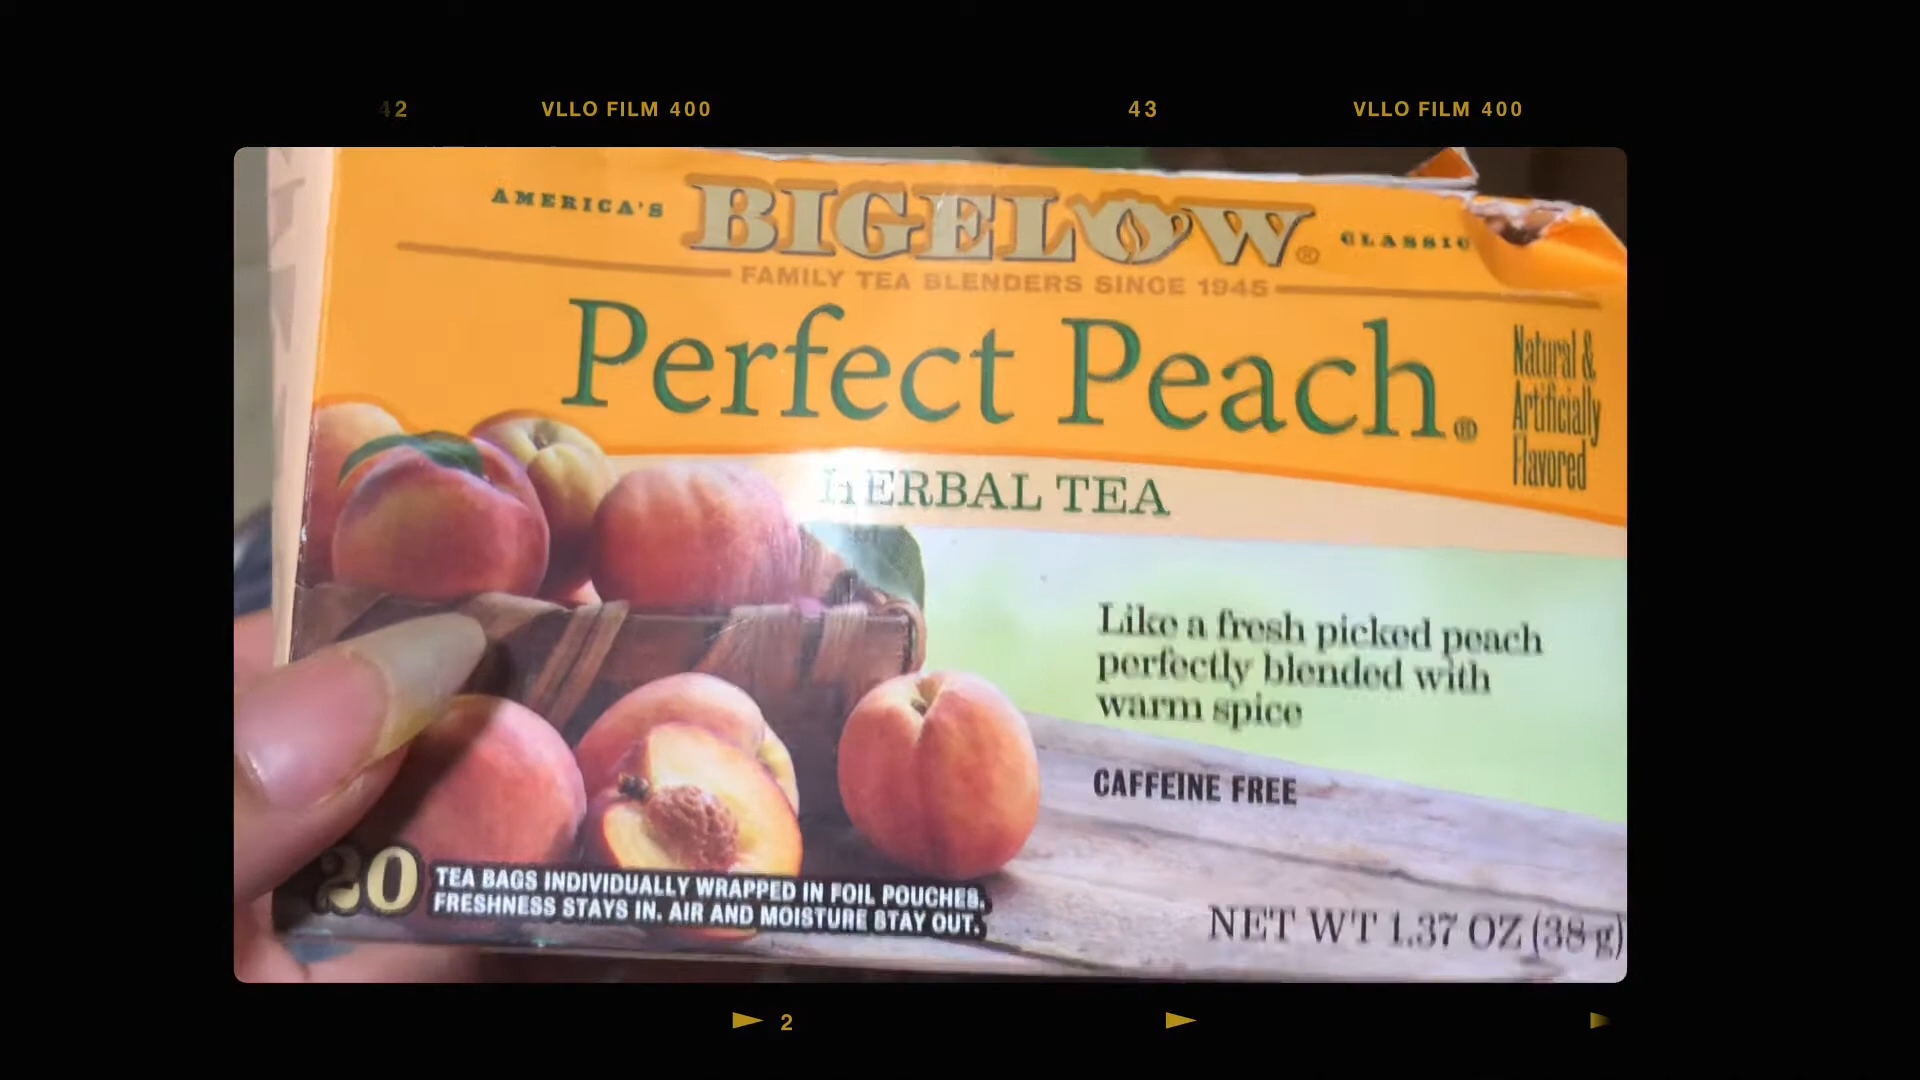 42 VLLO FILM 400 43 VLLO FILM 400
AMERICA'S BIGELOW® CLASSIC
FAMILY TEA BLENDERS SINCE 1945
Perfect Peach®
Natural &
Artificially
Flavored
HERBAL TEA
Like a fresh picked peach
perfectly blended with
warm spice
CAFFEINE FREE
20 TEA BAGS INDIVIDUALLY WRAPPED IN FOIL POUCHES.
FRESHNESS STAYS IN. AIR AND MOISTURE STAY OUT.
NET WT 1.37 OZ (38 g)
2